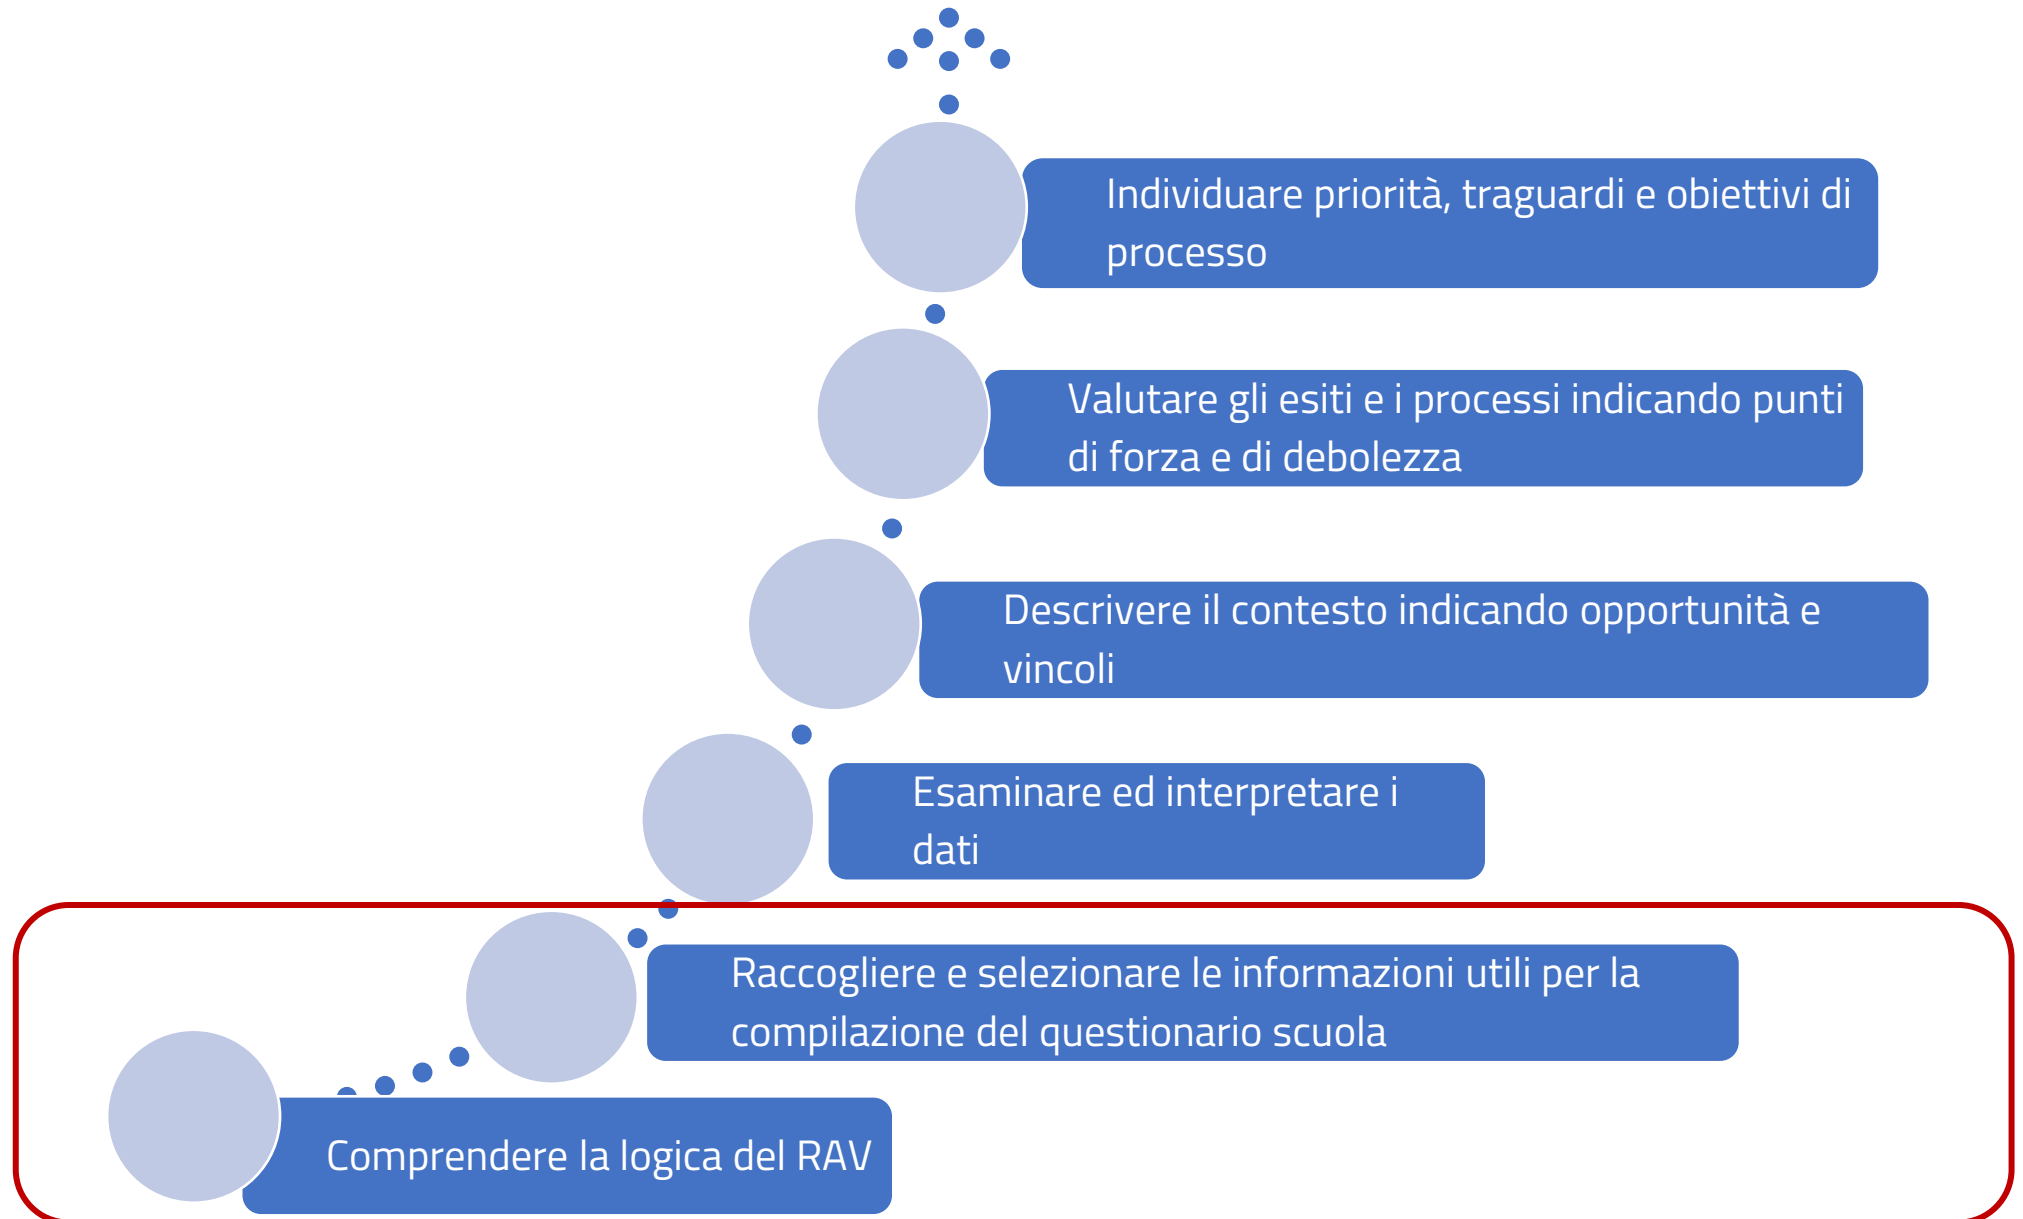 Individuare priorità, traguardi e obiettivi di
processo
Valutare gli esiti e i processi indicando punti
di forza e di debolezza
Descrivere il contesto indicando opportunità e
vincoli
Esaminare ed interpretare i
dati
Raccogliere e selezionare le informazioni utili per la
compilazione del questionario scuola
Comprendere la logica del RAV